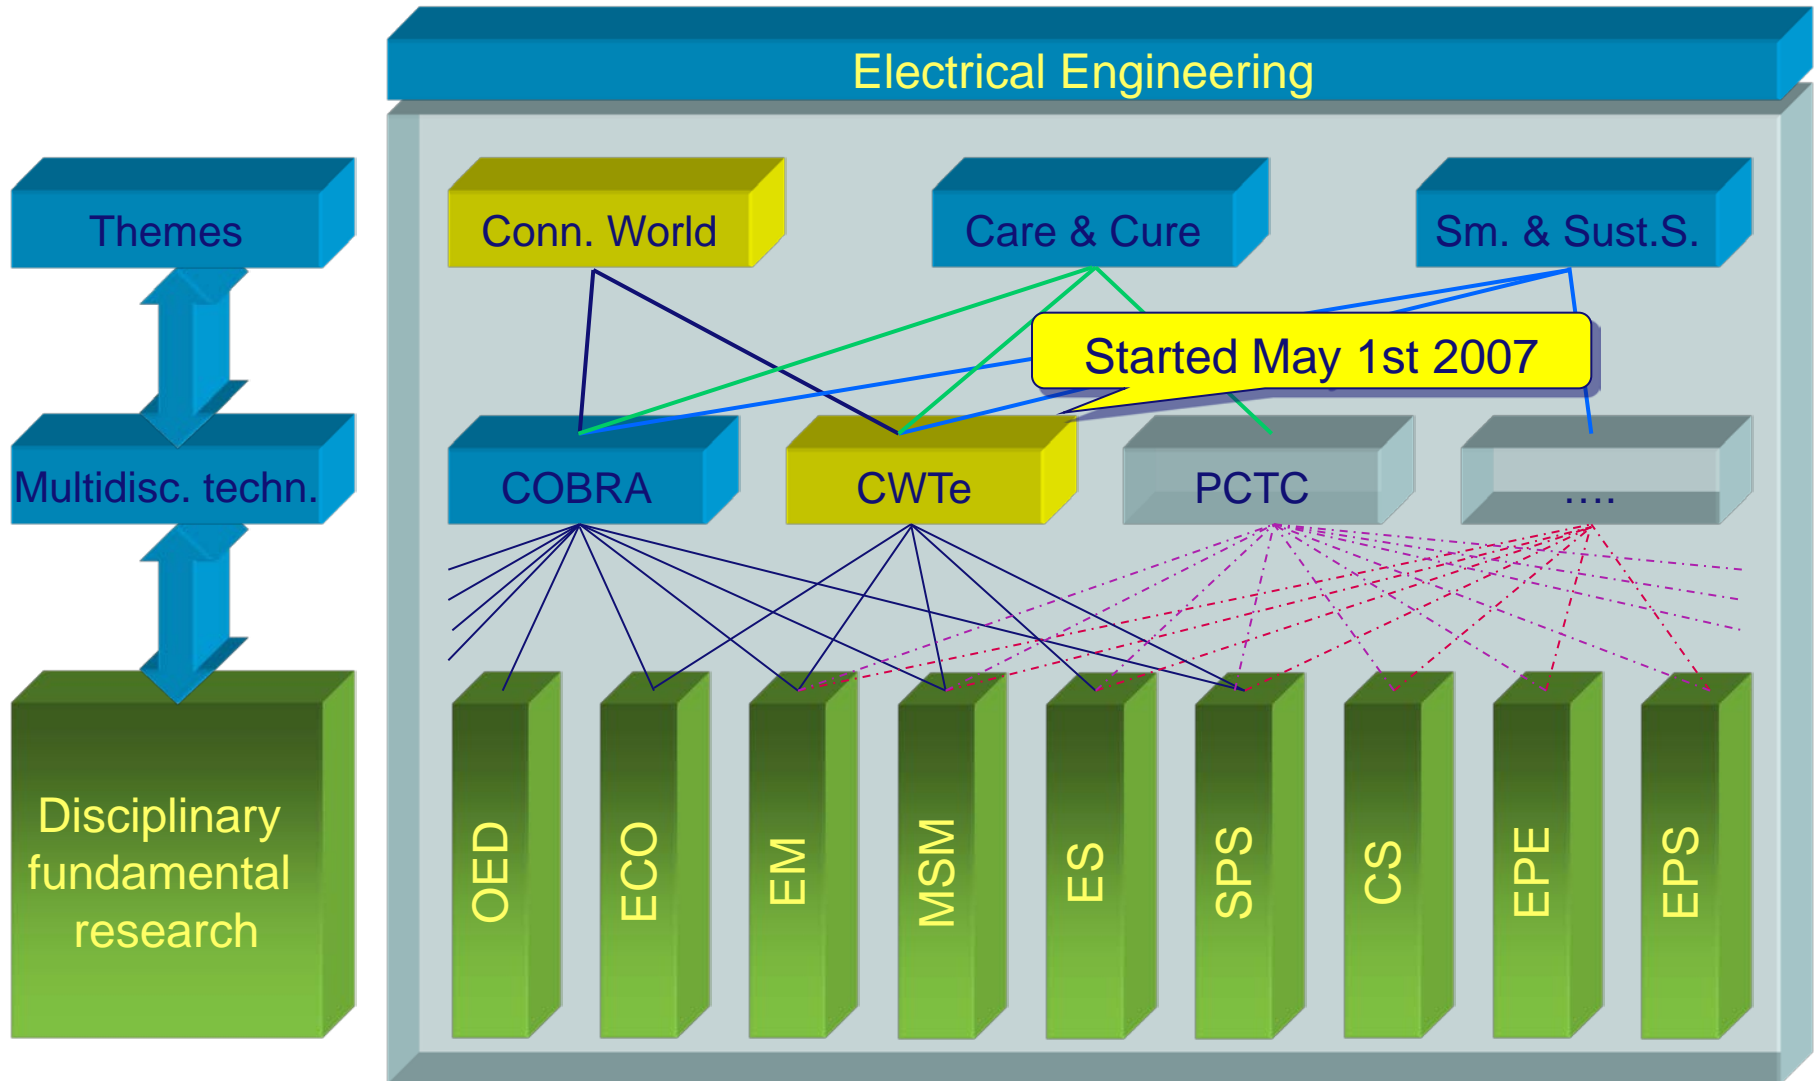 Electrical Engineering
Themes
Conn. World
Care & Cure
Sm. & Sust.S.
Started May 1st 2007
Multidisc. techn.
COBRA
CWTe
PCTC
....
Disciplinary
fundamental
research
OED
ECO
EM
MSM
ES
SPS
CS
EPE
EPS